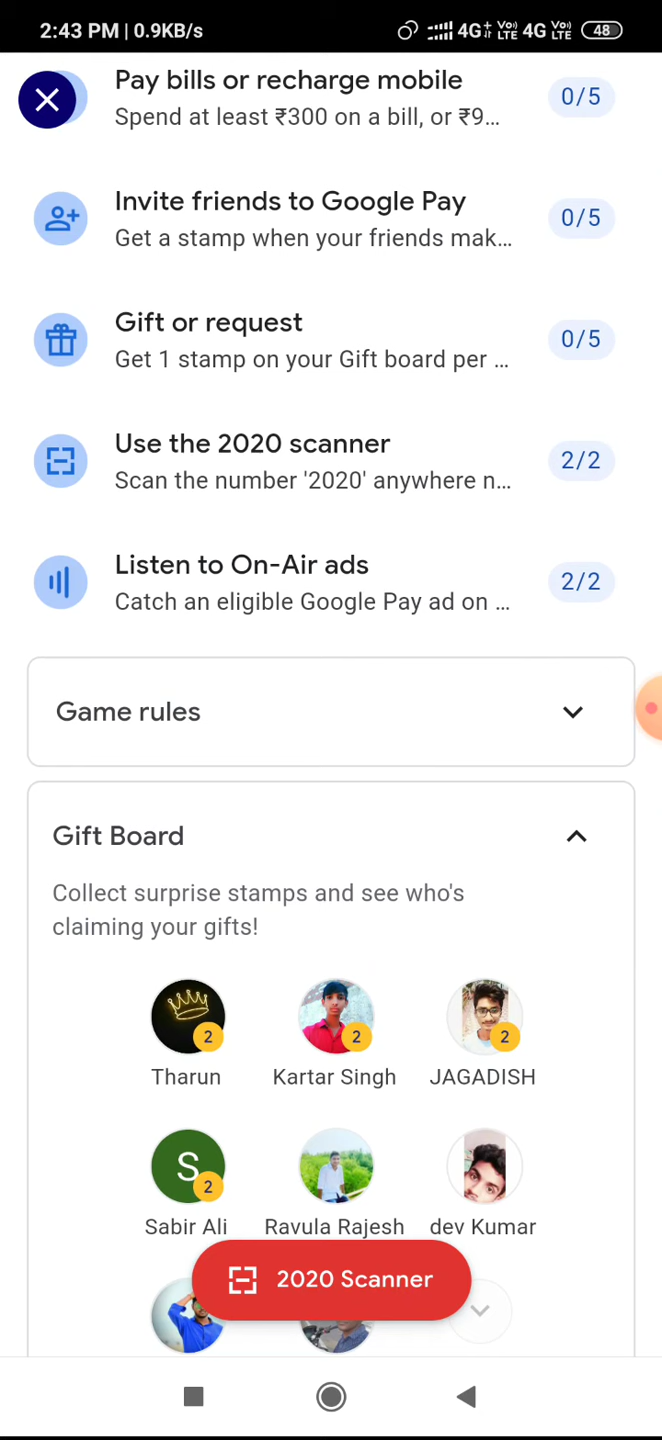 2:43 PM | 0.9KB/s 4G+ Vo) LTE 4G Vo) LTE 48
Pay bills or recharge mobile
Spend at least ₹300 on a bill, or ₹9... 0/5
Invite friends to Google Pay
Get a stamp when your friends mak... 0/5
Gift or request
Get 1 stamp on your Gift board per ... 0/5
Use the 2020 scanner
Scan the number '2020' anywhere n... 2/2
Listen to On-Air ads
Catch an eligible Google Pay ad on ... 2/2
Game rules
Gift Board
Collect surprise stamps and see who's
claiming your gifts!
2 2 2
Tharun Kartar Singh JAGADISH
S 2
Sabir Ali Ravula Rajesh dev Kumar
2020 Scanner